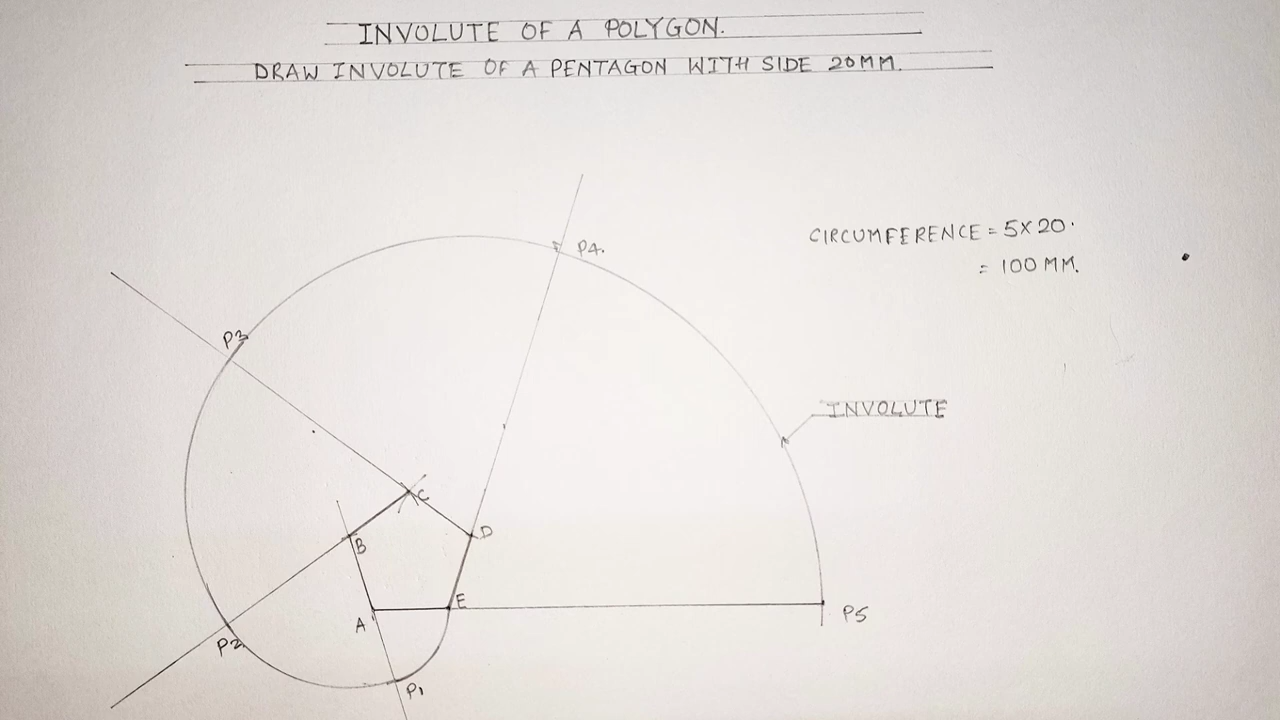 INVOLUTE OF A POLYGON.
DRAW INVOLUTE OF A PENTAGON WITH SIDE 20MM.
CIRCUMFERENCE = 5X20.
= 100 MM.
P4.
P3
INVOLUTE
C
D
B
E
A
P5
P2
P1